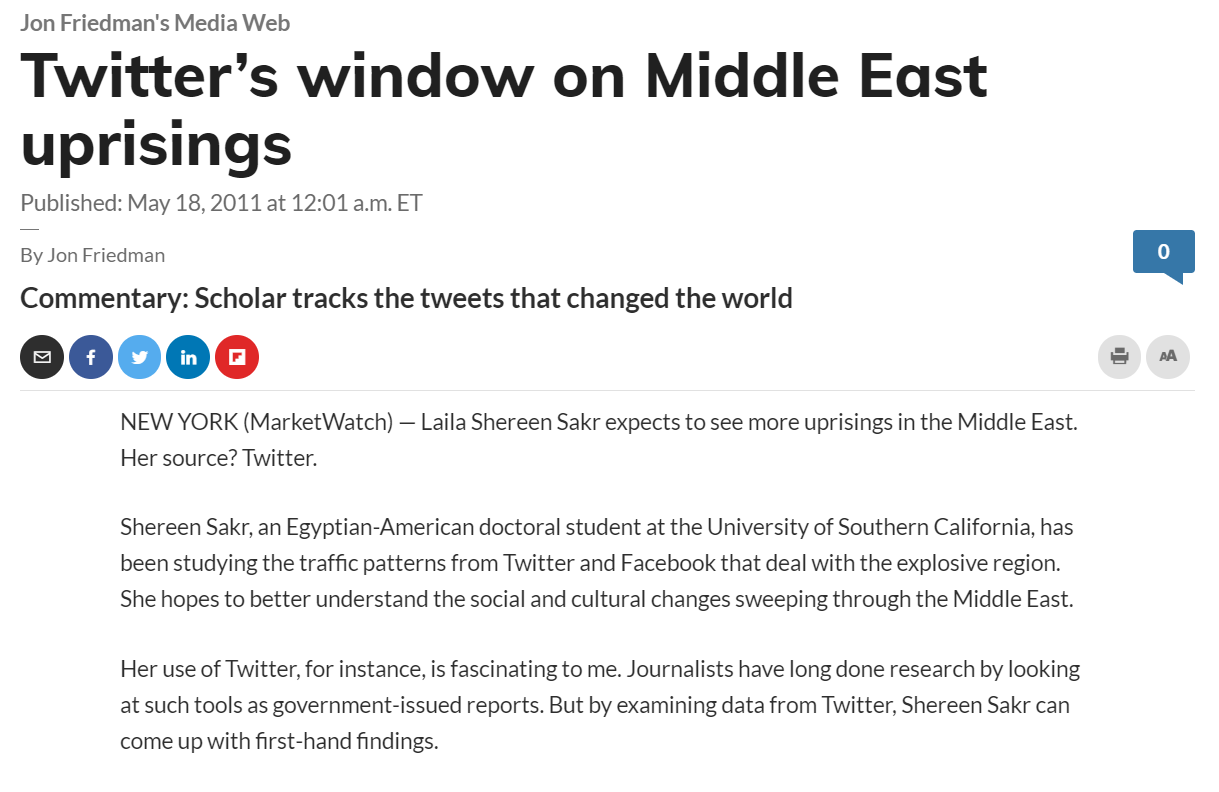 Jon Friedman's Media Web
Twitter’s window on Middle East
uprisings
Published: May 18, 2011 at 12:01 a.m. ET
By Jon Friedman
0
Commentary: Scholar tracks the tweets that changed the world
f
in
AA
NEW YORK (MarketWatch) — Laila Shereen Sakr expects to see more uprisings in the Middle East.
Her source? Twitter.
Shereen Sakr, an Egyptian-American doctoral student at the University of Southern California, has
been studying the traffic patterns from Twitter and Facebook that deal with the explosive region.
She hopes to better understand the social and cultural changes sweeping through the Middle East.
Her use of Twitter, for instance, is fascinating to me. Journalists have long done research by looking
at such tools as government-issued reports. But by examining data from Twitter, Shereen Sakr can
come up with first-hand findings.